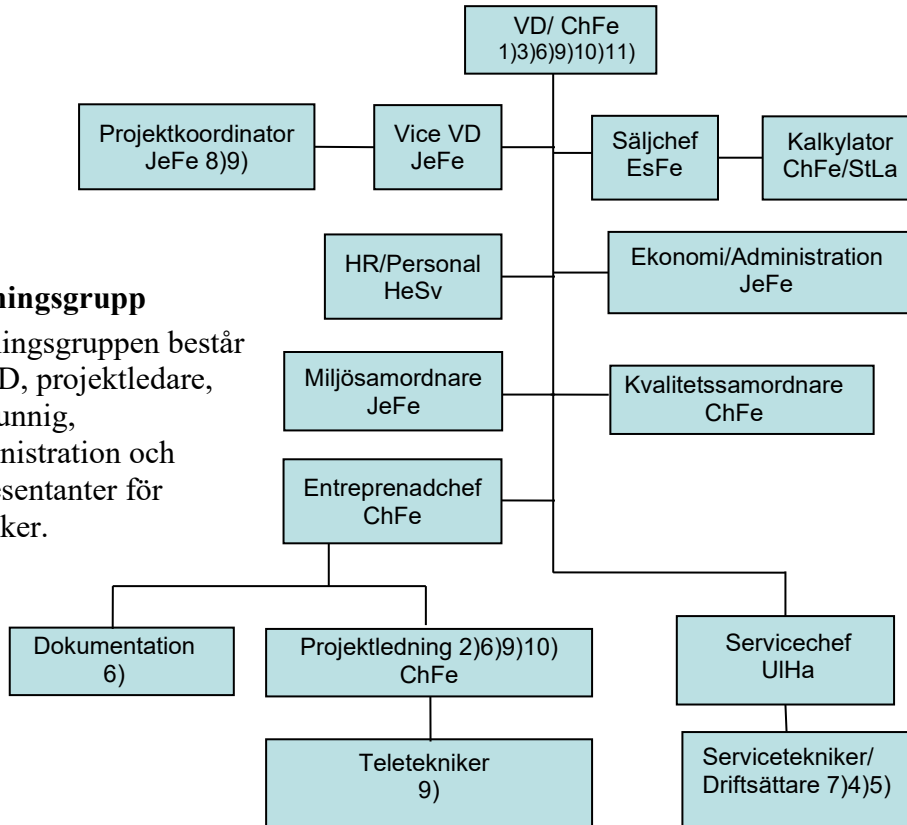 VD/ ChFe
1)3)6)9)10)11)
Projektkoordinator
JeFe 8)9)
Vice VD
JeFe
Säljchef
EsFe
Kalkylator
ChFe/StLa
HR/Personal
HeSv
Ekonomi/Administration
JeFe
ningsgrupp
ningsgruppen består
D, projektledare,
unnig,
inistration och
esentanter för
ker.
Miljösamordnare
JeFe
Kvalitetssamordnare
ChFe
Entreprenadchef
ChFe
Dokumentation
6)
Projektledning 2)6)9)10)
ChFe
Servicechef
UlHa
Teletekniker
9)
Servicetekniker/
Driftsättare 7)4)5)